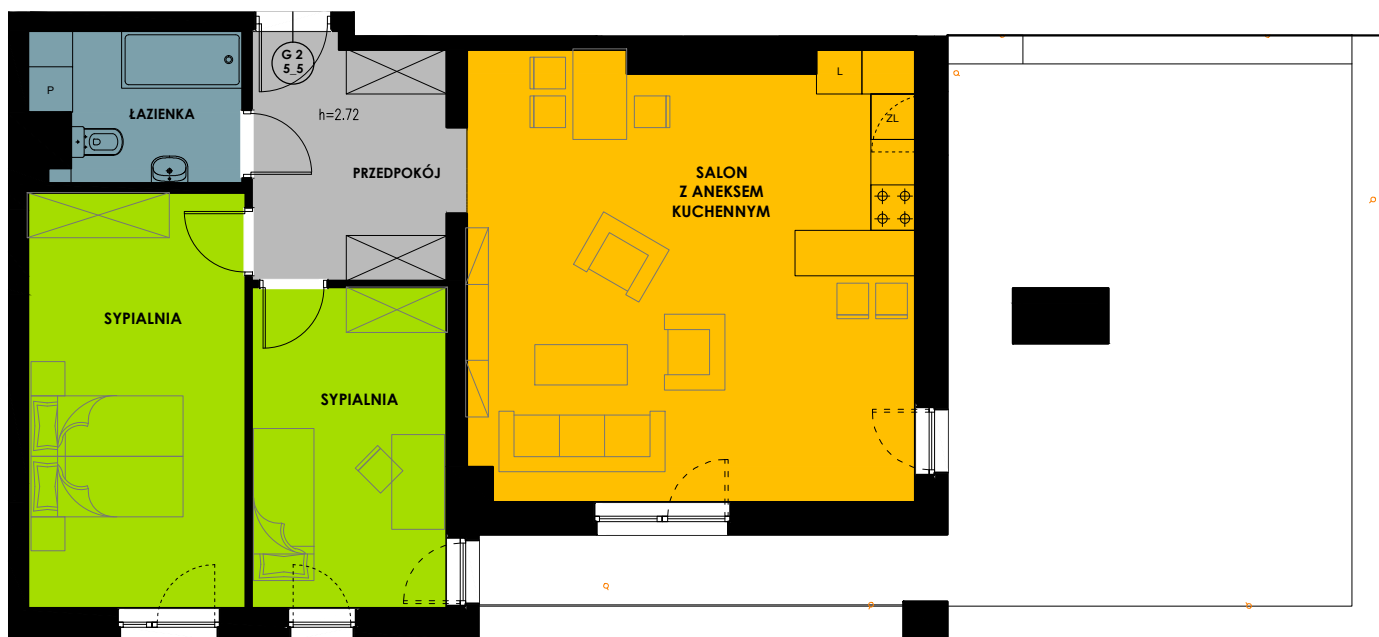 G 2
5_5
P
ŁAZIENKA
h=2.72
PRZEDPOKÓJ
L
ZL
SALON
Z ANEKSEM
KUCHENNYM
SYPIALNIA
SYPIALNIA